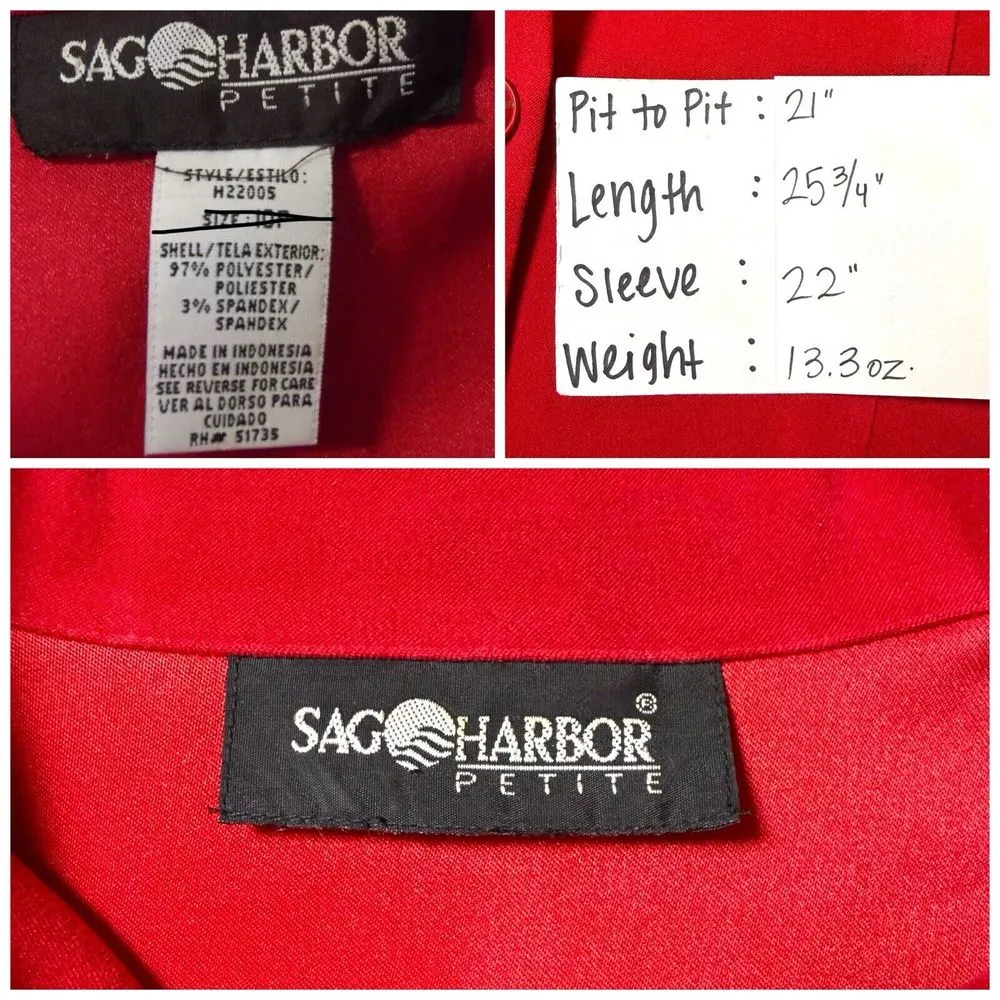 SAG HARBOR
PETITE
STYLE/ESTILO:
H22005
SIZE:
SHELL/TELA EXTERIOR:
97% POLYESTER/
POLIESTER
3% SPANDEX/
SPANDEX
MADE IN INDONESIA
HECHO EN INDONESIA
SEE REVERSE FOR CARE
VER AL DORSO PARA
CUIDADO
RN# 51735
Pit to Pit : 21"
Length : 25 3/4"
Sleeve : 22"
Weight : 13.3 oz.
SAG HARBOR®
PETITE